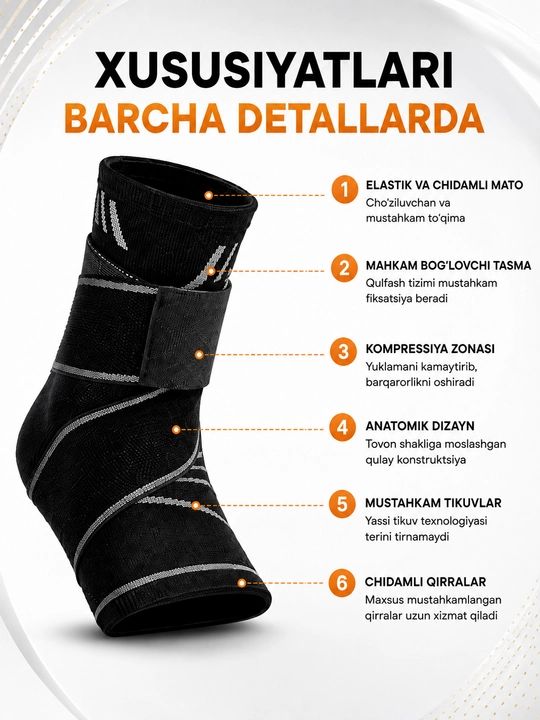 XUSUSIYATLARI
BARCHA DETALLARDA
1
ELASTIK VA CHIDAMLI MATO
Cho'ziluvchan va
mustahkam to'qima
2
MAHKAM BOG'LOVCHI TASMA
Qulfash tizimi mustahkam
fiksatsiya beradi
3
KOMPRESSIYA ZONASI
Yuklamani kamaytirib,
barqarorlikni oshiradi
4
ANATOMIK DIZAYN
Tovon shakliga moslashgan
qulay konstruktsiya
5
MUSTAHKAM TIKUVLAR
Yassi tikuv texnologiyasi
terini tirnamaydi
6
CHIDAMLI QIRRALAR
Maxsus mustahkamlangan
qirralar uzun xizmat qiladi